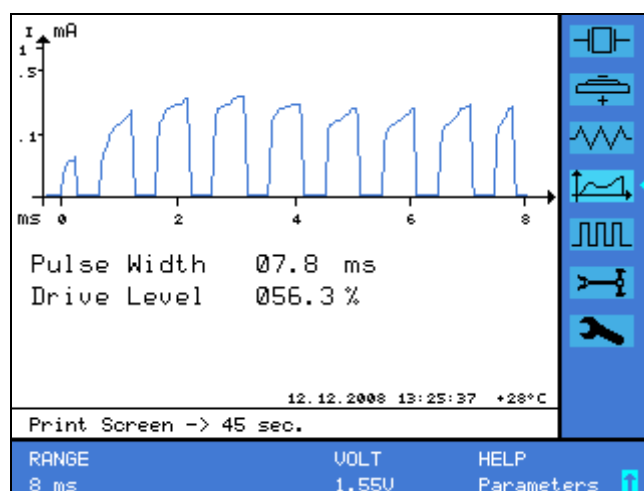 I mA
1
.5
.1
ms 0 2 4 6 8
Pulse Width 07.8 ms
Drive Level 056.3 %
12.12.2008 13:25:37 +28°C
Print Screen -> 45 sec.
RANGE VOLT HELP
8 ms 1.55V Parameters